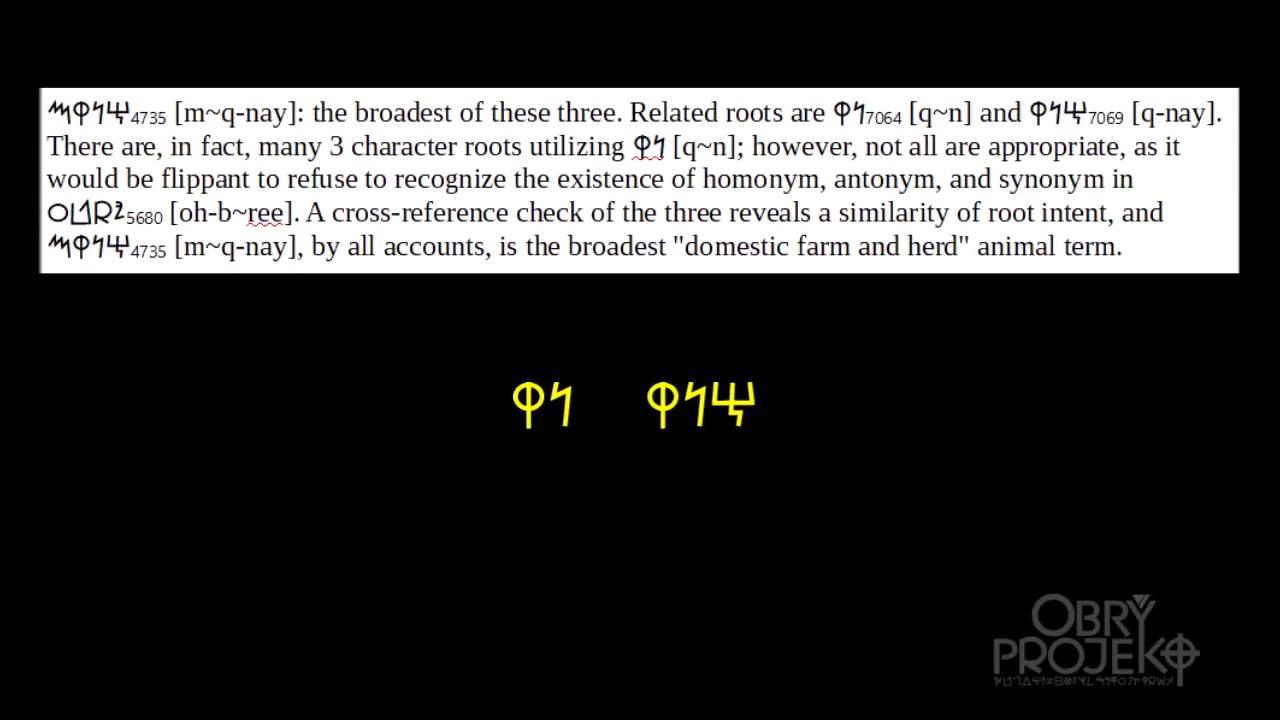 𐤌𐤒𐤍𐤄4735 [m~q-nay]: the broadest of these three. Related roots are 𐤒𐤍7064 [q~n] and 𐤒𐤍𐤄7069 [q-nay].
There are, in fact, many 3 character roots utilizing 𐤒𐤍 [q~n]; however, not all are appropriate, as it
would be flippant to refuse to recognize the existence of homonym, antonym, and synonym in
𐤏𐤁𐤓𐤉5680 [oh-b~ree]. A cross-reference check of the three reveals a similarity of root intent, and
𐤌𐤒𐤍𐤄4735 [m~q-nay], by all accounts, is the broadest "domestic farm and herd" animal term.
𐤒𐤍 𐤒𐤍𐤄
OBRY
PROJEKT